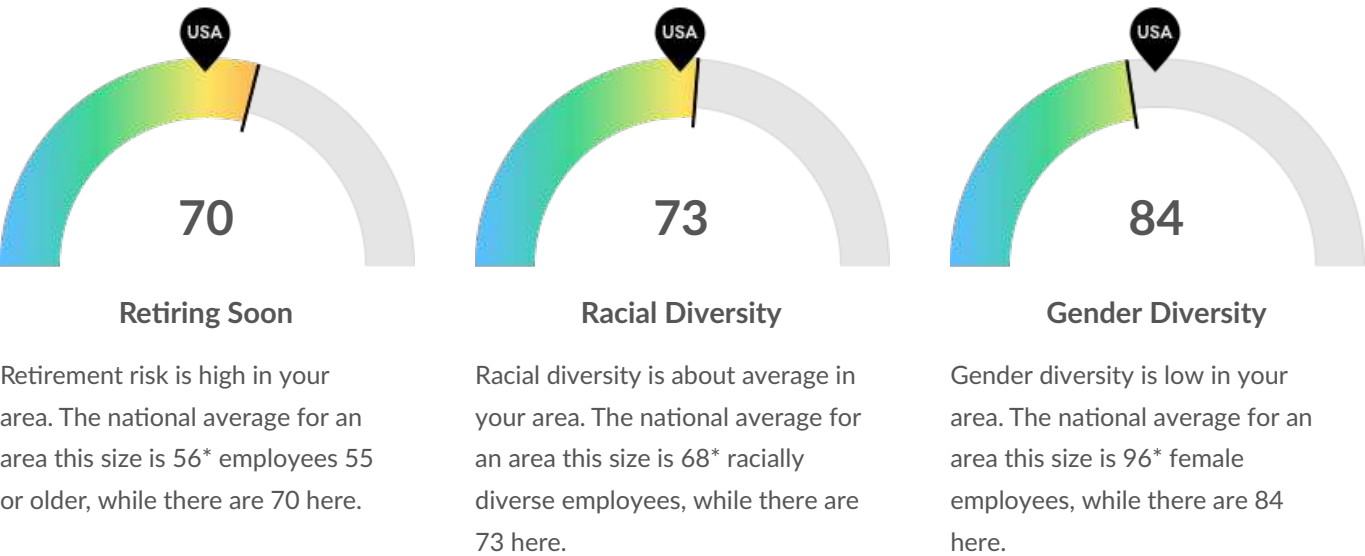 USA
70
Retiring Soon
Retirement risk is high in your
area. The national average for an
area this size is 56* employees 55
or older, while there are 70 here.
USA
73
Racial Diversity
Racial diversity is about average in
your area. The national average for
an area this size is 68* racially
diverse employees, while there are
73 here.
USA
84
Gender Diversity
Gender diversity is low in your
area. The national average for an
area this size is 96* female
employees, while there are 84
here.